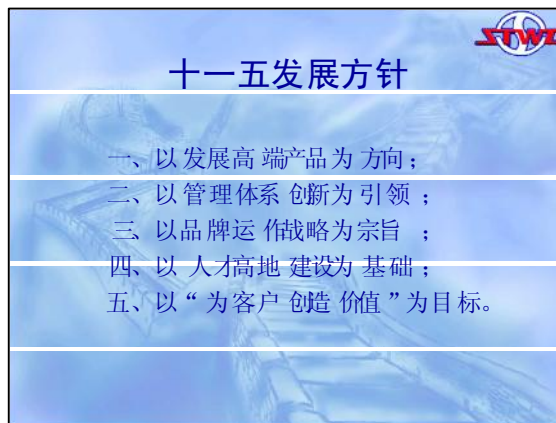 STWZ
十一五发展方针
一、以发展高端产品为方向；
二、以管理体系创新为引领；
三、以品牌运作战略为宗旨；
四、以人才高地建设为基础；
五、以“为客户创造价值”为目标。